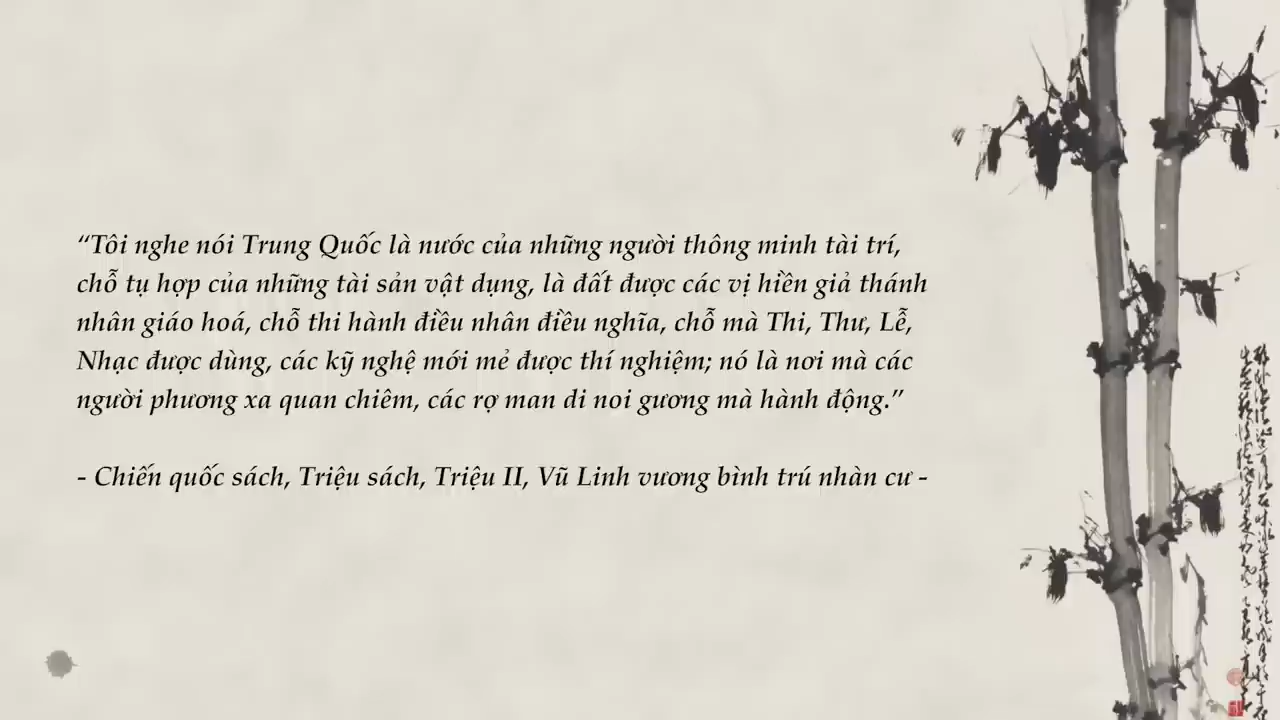 “Tôi nghe nói Trung Quốc là nước của những người thông minh tài trí,
chỗ tụ hợp của những tài sản vật dụng, là đất được các vị hiền giả thánh
nhân giáo hoá, chỗ thi hành điều nhân điều nghĩa, chỗ mà Thi, Thư, Lễ,
Nhạc được dùng, các kỹ nghệ mới mẻ được thí nghiệm; nó là nơi mà các
người phương xa quan chiêm, các rợ man di noi gương mà hành động.”
- Chiến quốc sách, Triệu sách, Triệu II, Vũ Linh vương bình trú nhàn cư -